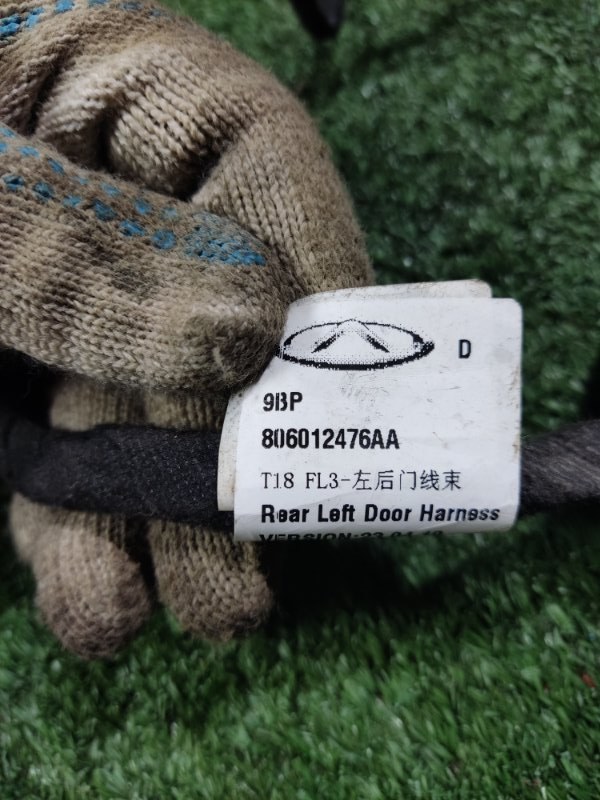 D
9BP
806012476AA
T18 FL3-左后门线束
Rear Left Door Harness